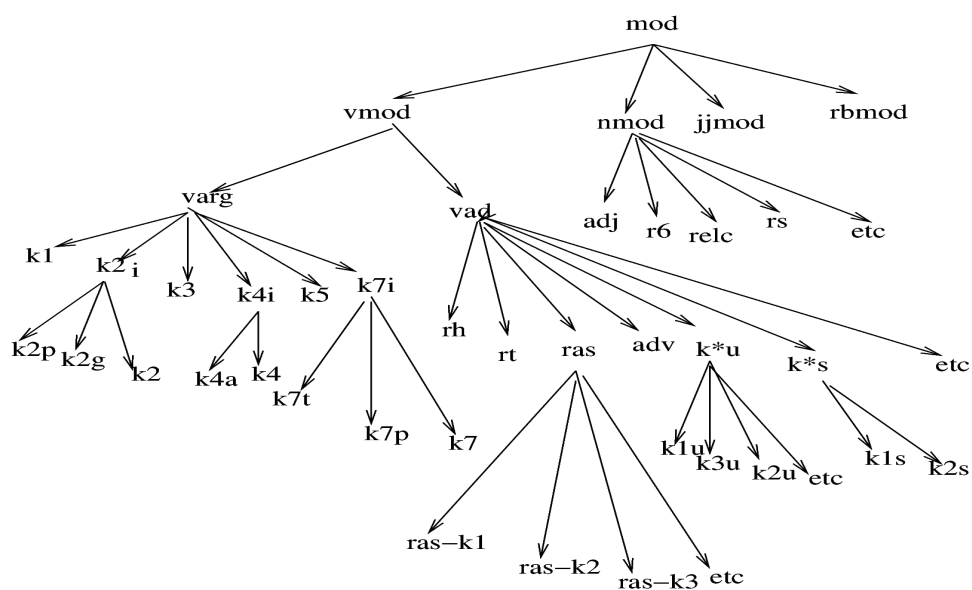 mod
vmod nmod jjmod rbmod
varg vad adj r6 relc rs etc
k1 k2i k3 k4i k5 k7i
rh rt ras adv k*u k*s etc
k2p k2g k2 k4a k4 k7t k7p k7
k1u k3u k2u etc k1s k2s
ras-k1 ras-k2 ras-k3 etc